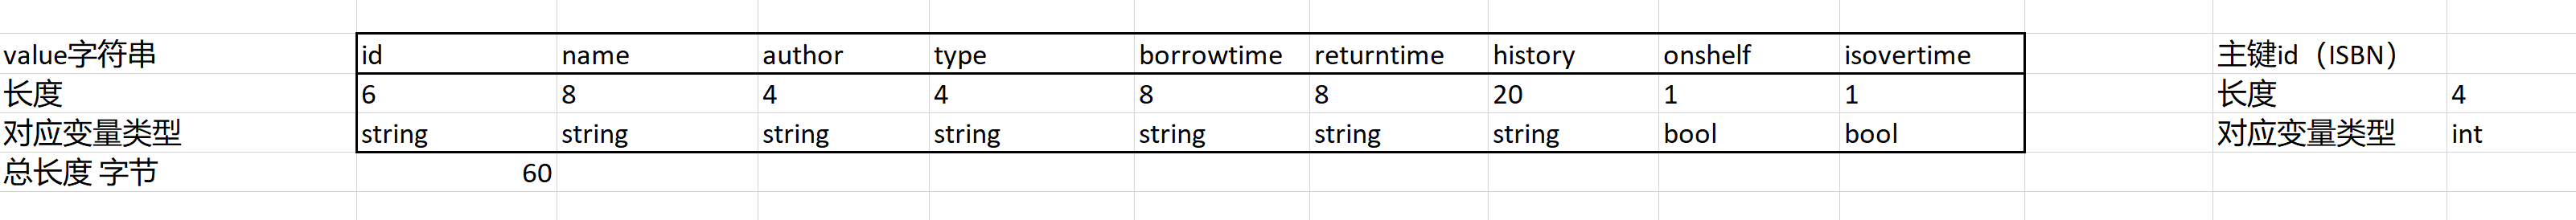 value字符串 id name author type borrowtime returntime history onshelf isovertime 主键id（ISBN）
长度 6 8 4 4 8 8 20 1 1 长度 4
对应变量类型 string string string string string string string bool bool 对应变量类型 int
总长度 字节 60